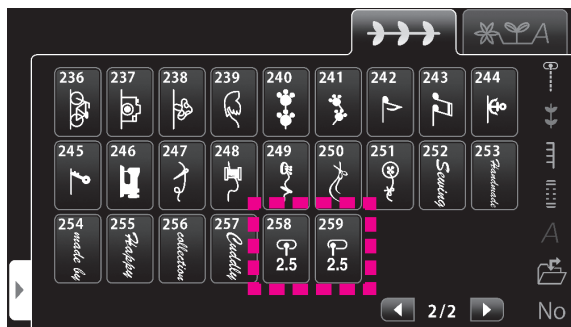 A
236 237 238 239 240 241 242 243 244
245 246 247 248 249 250 251 252 253
Sewing Handmade
254 255 256 257 258 259
made by Happy collection Cuddly 2.5 2.5
A
2/2
No